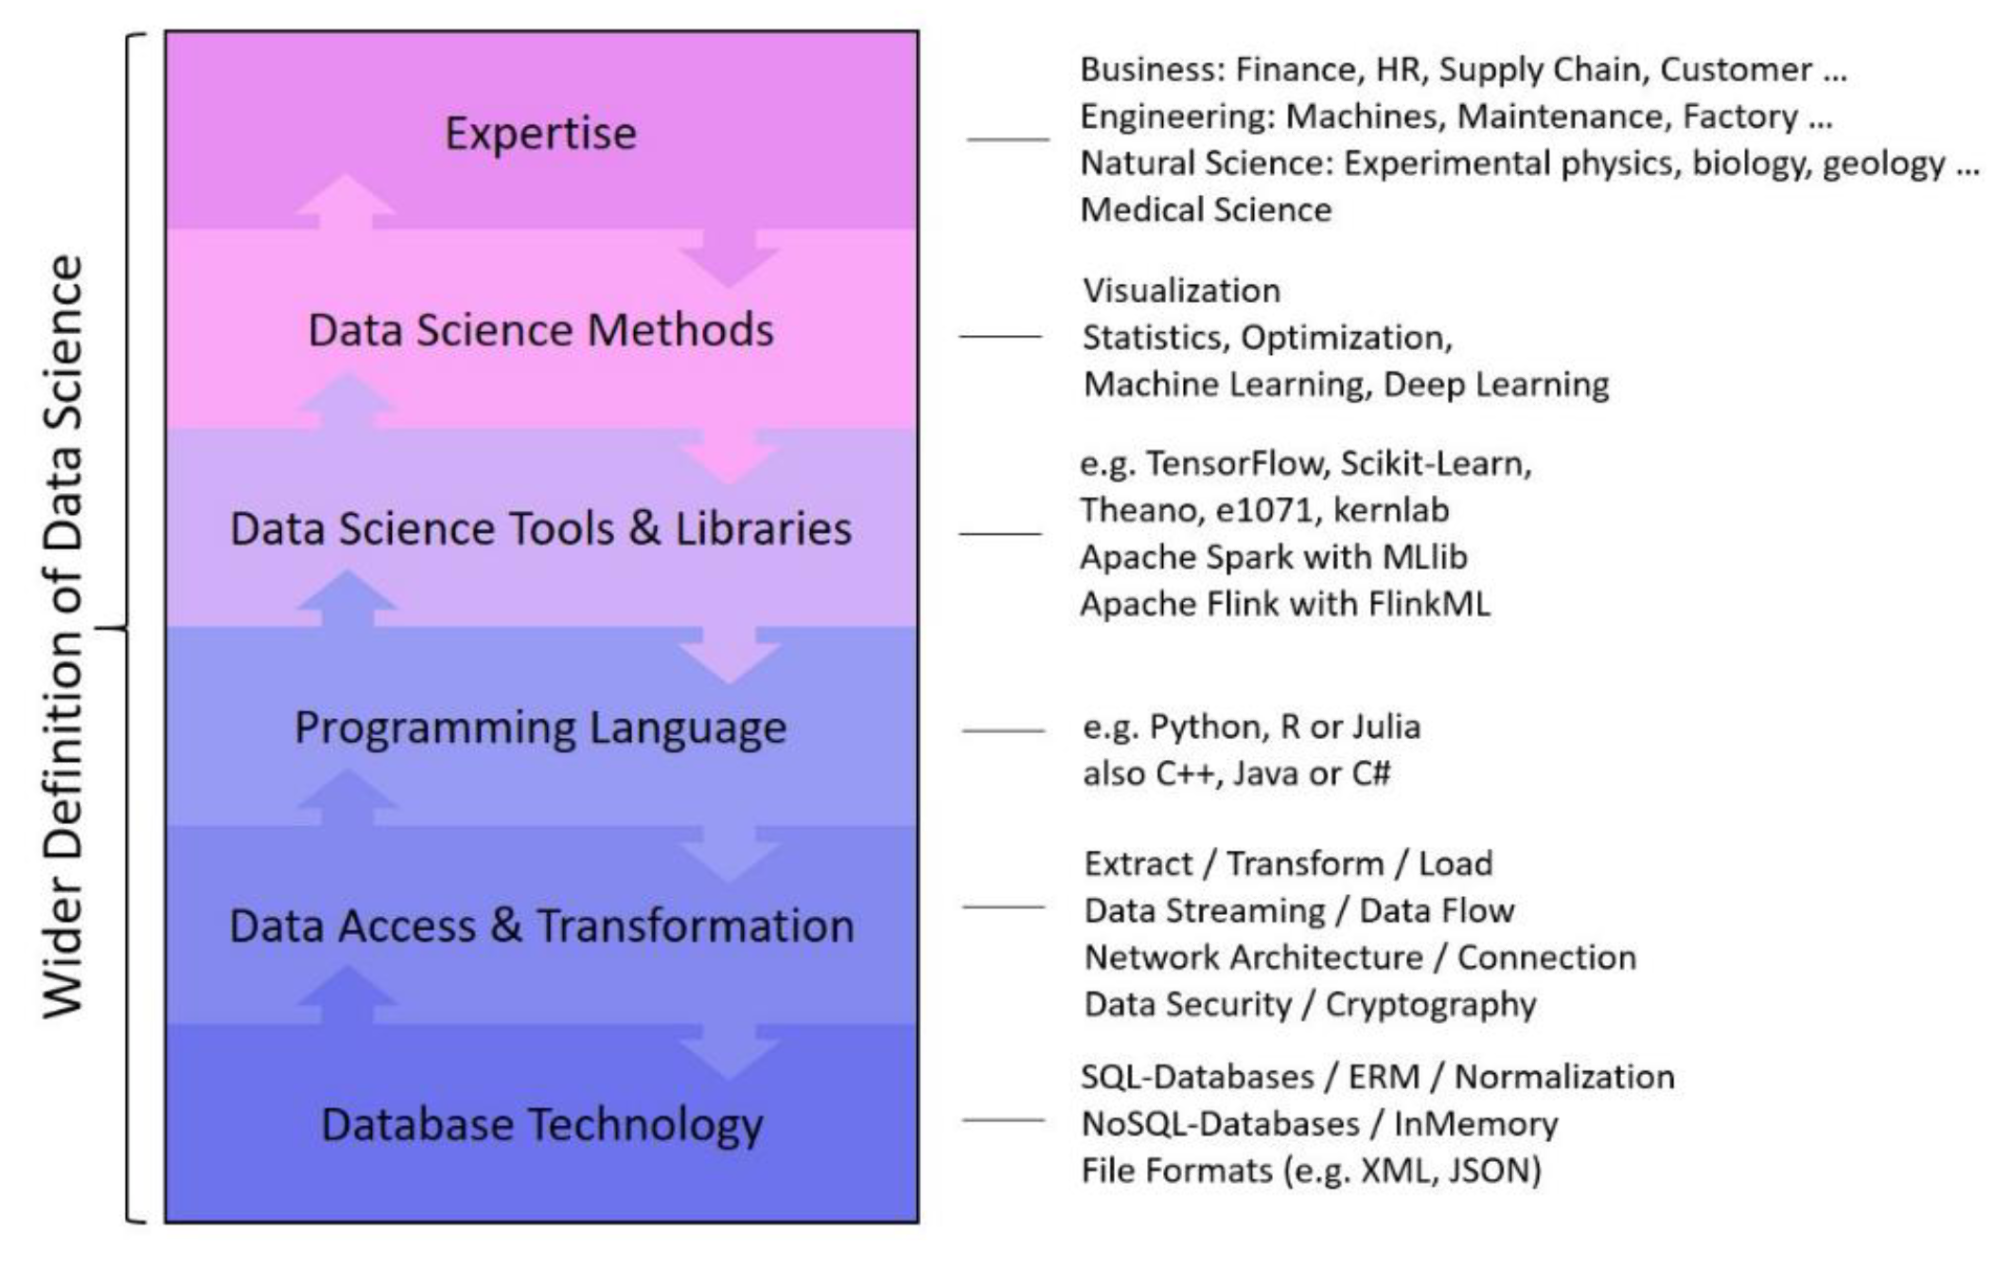 Wider Definition of Data Science
Expertise
Business: Finance, HR, Supply Chain, Customer ...
Engineering: Machines, Maintenance, Factory ...
Natural Science: Experimental physics, biology, geology ...
Medical Science
Data Science Methods
Visualization
Statistics, Optimization,
Machine Learning, Deep Learning
Data Science Tools & Libraries
e.g. TensorFlow, Scikit-Learn,
Theano, e1071, kernlab
Apache Spark with MLlib
Apache Flink with FlinkML
Programming Language
e.g. Python, R or Julia
also C++, Java or C#
Data Access & Transformation
Extract / Transform / Load
Data Streaming / Data Flow
Network Architecture / Connection
Data Security / Cryptography
Database Technology
SQL-Databases / ERM / Normalization
NoSQL-Databases / InMemory
File Formats (e.g. XML, JSON)